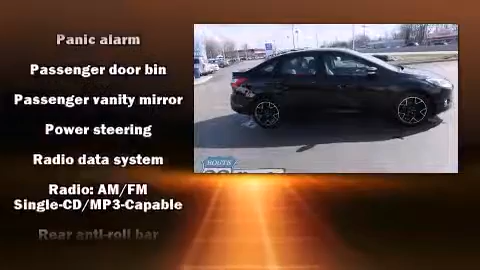 Panic alarm
Passenger door bin
Passenger vanity mirror
Power steering
Radio data system
Radio: AM/FM
Single-CD/MP3-Capable
Rear anti-roll bar
ROUTE